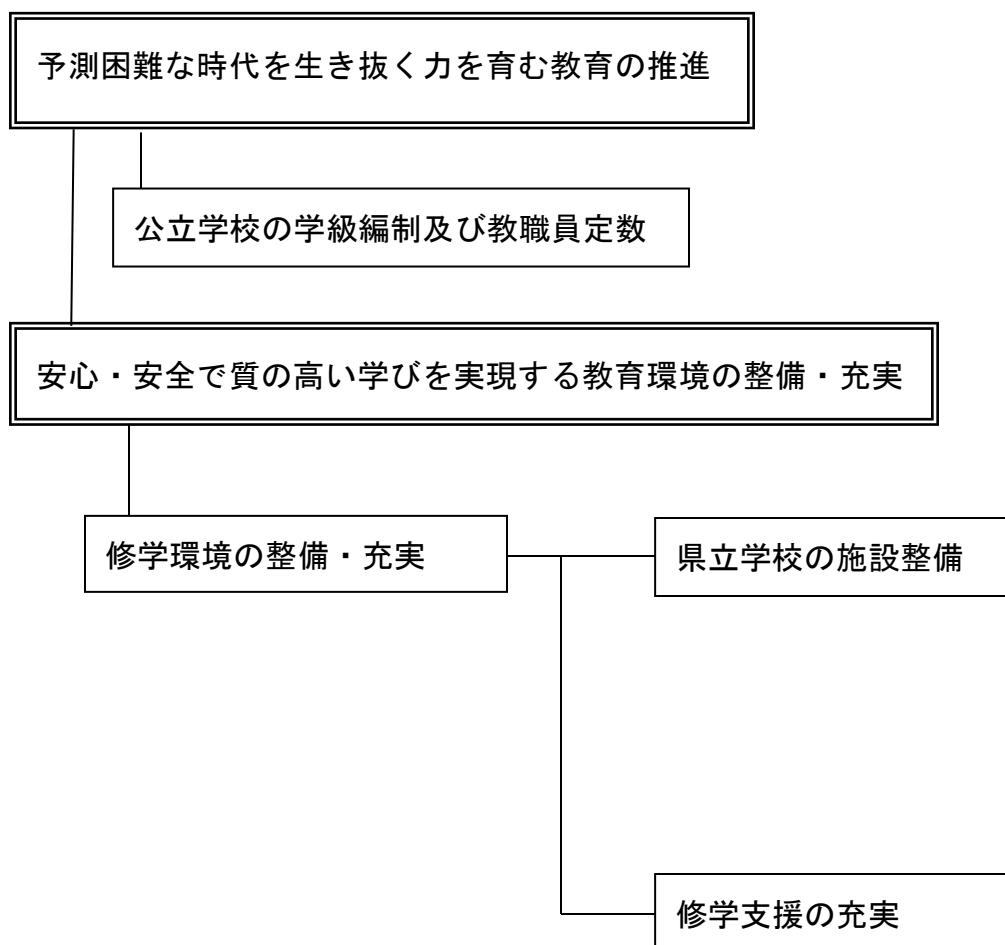 予測困難な時代を生き抜く力を育む教育の推進
公立学校の学級編制及び教職員定数
安心・安全で質の高い学びを実現する教育環境の整備・充実
修学環境の整備・充実
県立学校の施設整備
修学支援の充実